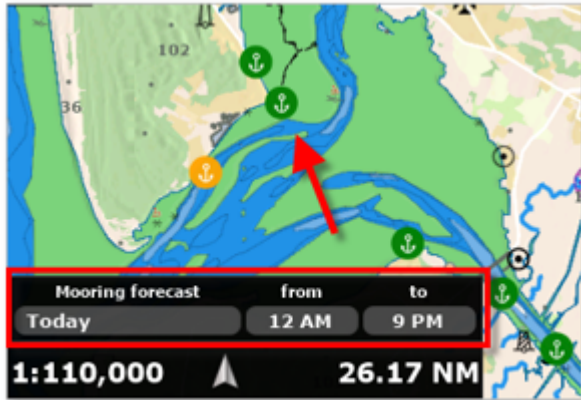 102
36
Mooring forecast from to
Today 12 AM 9 PM
1:110,000 26.17 NM